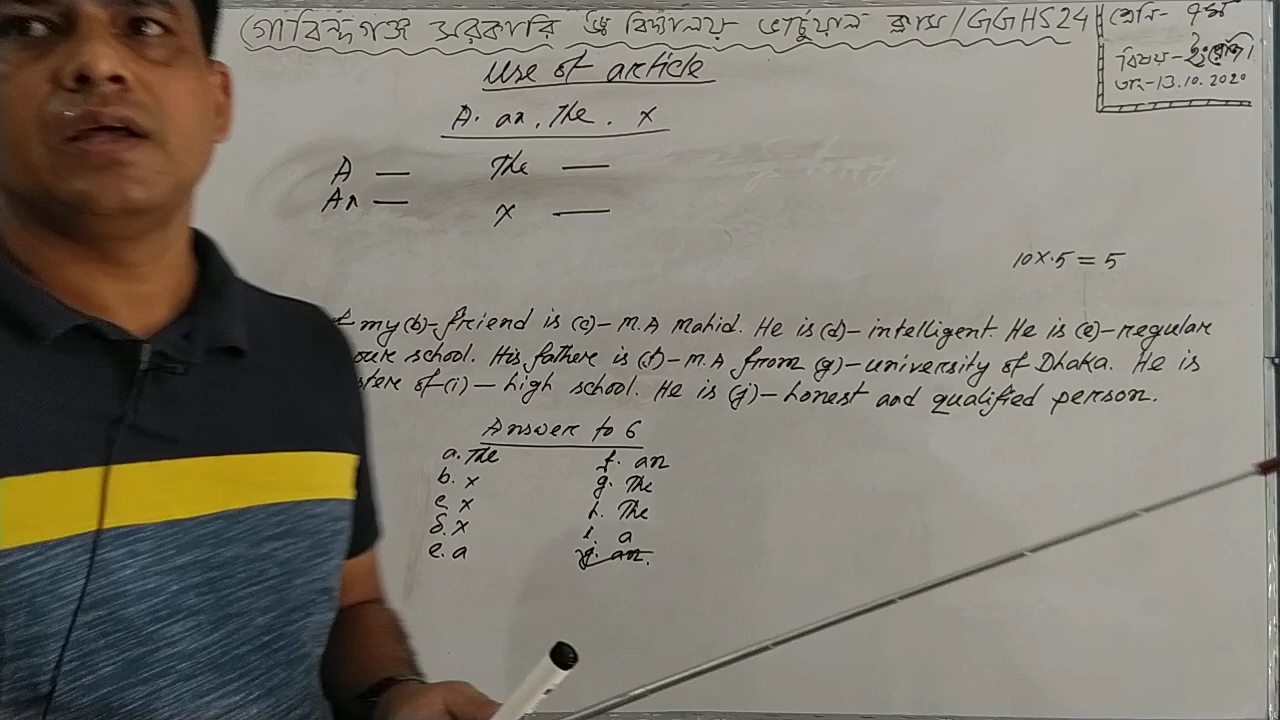 গোবিন্দগঞ্জ সরকারি উচ্চ বিদ্যালয় ভার্চুয়াল ক্লাস/GGHS24
শ্রেনি- ৭ম
বিষয়-ইংরেজি।
তাং-13.10.2020
Use of article
A. an. The. x
A — The —
An — x —
10x.5 = 5
my (b)- friend is (c)- M.A Mahid. He is (d)- intelligent. He is (e)- regular
our school. His father is (f)- M.A from (g)- university of Dhaka. He is
of (i)- high school. He is (j)- honest and qualified person.
Answer to 6
a. The f. an
b. x g. The
c x h. The
d. x i. a
e. a j. an.